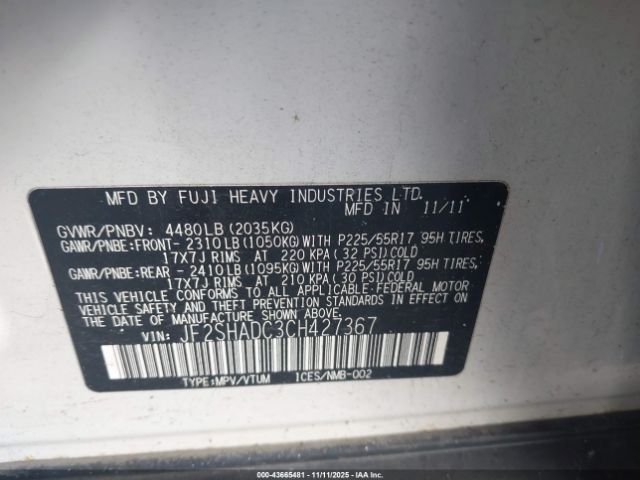 MFD BY FUJI HEAVY INDUSTRIES LTD.
MFD IN 11/11
GVWR/PNBV: 4480LB (2035KG)
GAWR/PNBE:FRONT- 2310LB(1050KG)WITH P225/55R17 95H TIRES,
17X7J RIMS AT 220 KPA(32 PSI)COLD
GAWR/PNBE:REAR - 2410LB(1095KG)WITH P225/55R17 95H TIRES,
17X7J RIMS AT 210 KPA(30 PSI)COLD
THIS VEHICLE CONFORMS TO ALL APPLICABLE FEDERAL MOTOR
VEHICLE SAFETY AND BUMPER STANDARDS IN EFFECT ON
THE DATE OF MANUFACTURE SHOWN ABOVE.
VIN: JF2SHADC3CH427367
TYPE:MPV/VTUM ICES/NMB-002
000-43665481 - 11/11/2025 - IAAI.COM